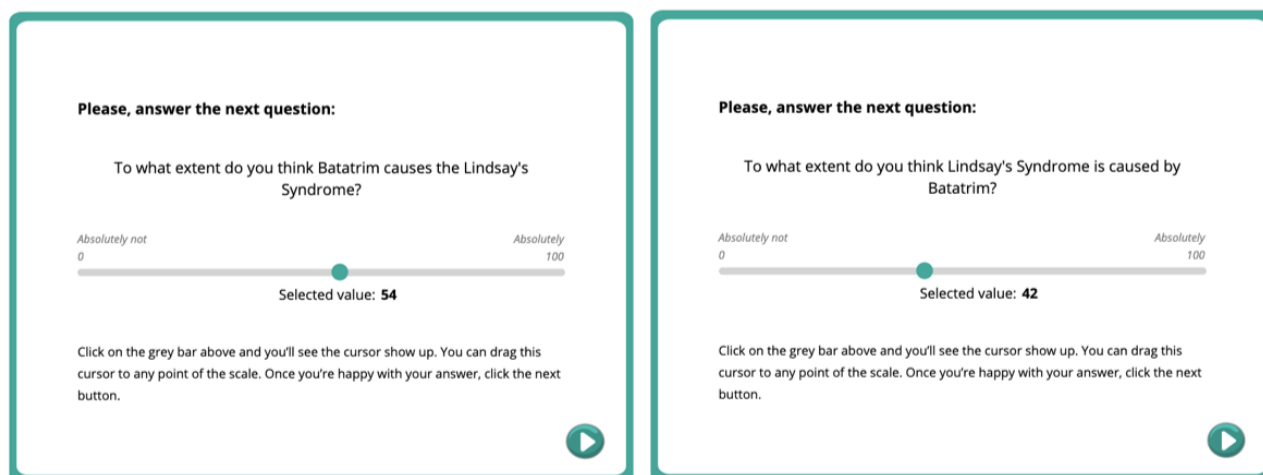 Please, answer the next question:
To what extent do you think Batatrim causes the Lindsay's
Syndrome?
Absolutely not
Absolutely
0
100
Selected value: 54
Click on the grey bar above and you'll see the cursor show up. You can drag this
cursor to any point of the scale. Once you're happy with your answer, click the next
button.
Please, answer the next question:
To what extent do you think Lindsay's Syndrome is caused by
Batatrim?
Absolutely not
Absolutely
0
100
Selected value: 42
Click on the grey bar above and you'll see the cursor show up. You can drag this
cursor to any point of the scale. Once you're happy with your answer, click the next
button.